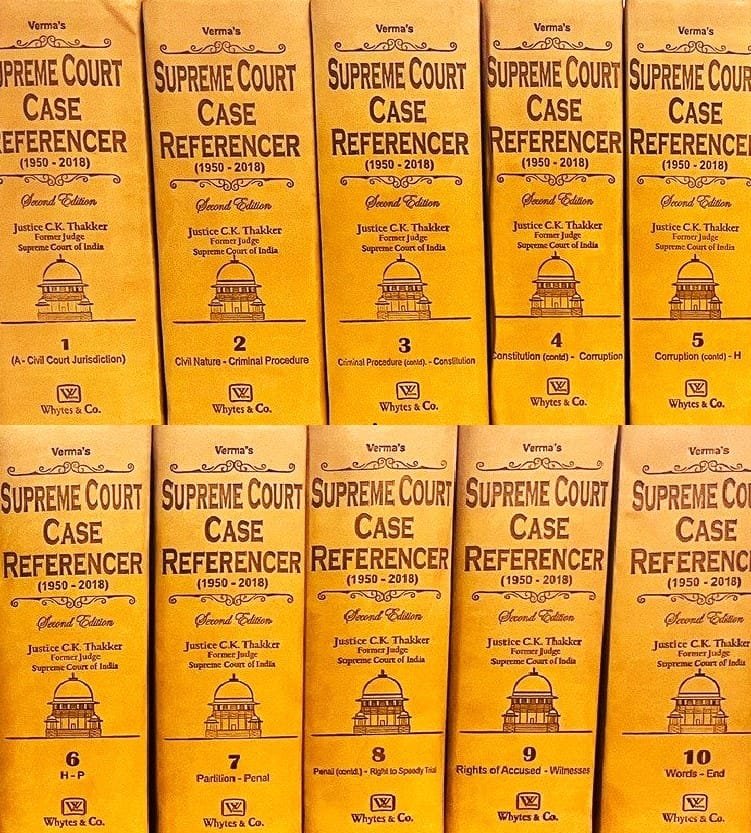 Verma's
SUPREME COURT
CASE
REFERENCER
(1950 - 2018)
Second Edition
Justice C.K. Thakker
Former Judge
Supreme Court of India
1
(A - Civil Court Jurisdiction)
Whytes & Co.
Verma's
SUPREME COURT
CASE
REFERENCER
(1950 - 2018)
Second Edition
Justice C.K. Thakker
Former Judge
Supreme Court of India
2
Civil Nature - Criminal Procedure
Whytes & Co.
Verma's
SUPREME COURT
CASE
REFERENCER
(1950 - 2018)
Second Edition
Justice C.K. Thakker
Former Judge
Supreme Court of India
3
Criminal Procedure (contd). - Constitution
Whytes & Co.
Verma's
SUPREME COURT
CASE
REFERENCER
(1950 - 2018)
Second Edition
Justice C.K. Thakker
Former Judge
Supreme Court of India
4
Constitution (contd) - Corruption
Whytes & Co.
Verma's
SUPREME COUR
CASE
REFERENCE
(1950 - 2018)
Second Edition
Justice C.K. Thakker
Former Judge
Supreme Court of India
5
Corruption (contd) - H
Whytes & Co.
Verma's
SUPREME COURT
CASE
REFERENCER
(1950 - 2018)
Second Edition
Justice C.K. Thakker
Former Judge
Supreme Court of India
6
H - P
Whytes & Co.
Verma's
SUPREME COURT
CASE
REFERENCER
(1950 - 2018)
Second Edition
Justice C.K. Thakker
Former Judge
Supreme Court of India
7
Partition - Penal
Whytes & Co.
Verma's
SUPREME COURT
CASE
REFERENCER
(1950 - 2018)
Second Edition
Justice C.K. Thakker
Former Judge
Supreme Court of India
8
Penal (contd.) - Right to Speedy Trial
Whytes & Co.
Verma's
SUPREME COURT
CASE
REFERENCER
(1950 - 2018)
Second Edition
Justice C.K. Thakker
Former Judge
Supreme Court of India
9
Rights of Accused - Witnesses
Whytes & Co.
Verma's
SUPREME CO
CASE
REFERENC
(1950 - 2018)
Second Edition
Justice C.K. Thakker
Former Judge
Supreme Court of India
10
Words - End
Whytes & Co.